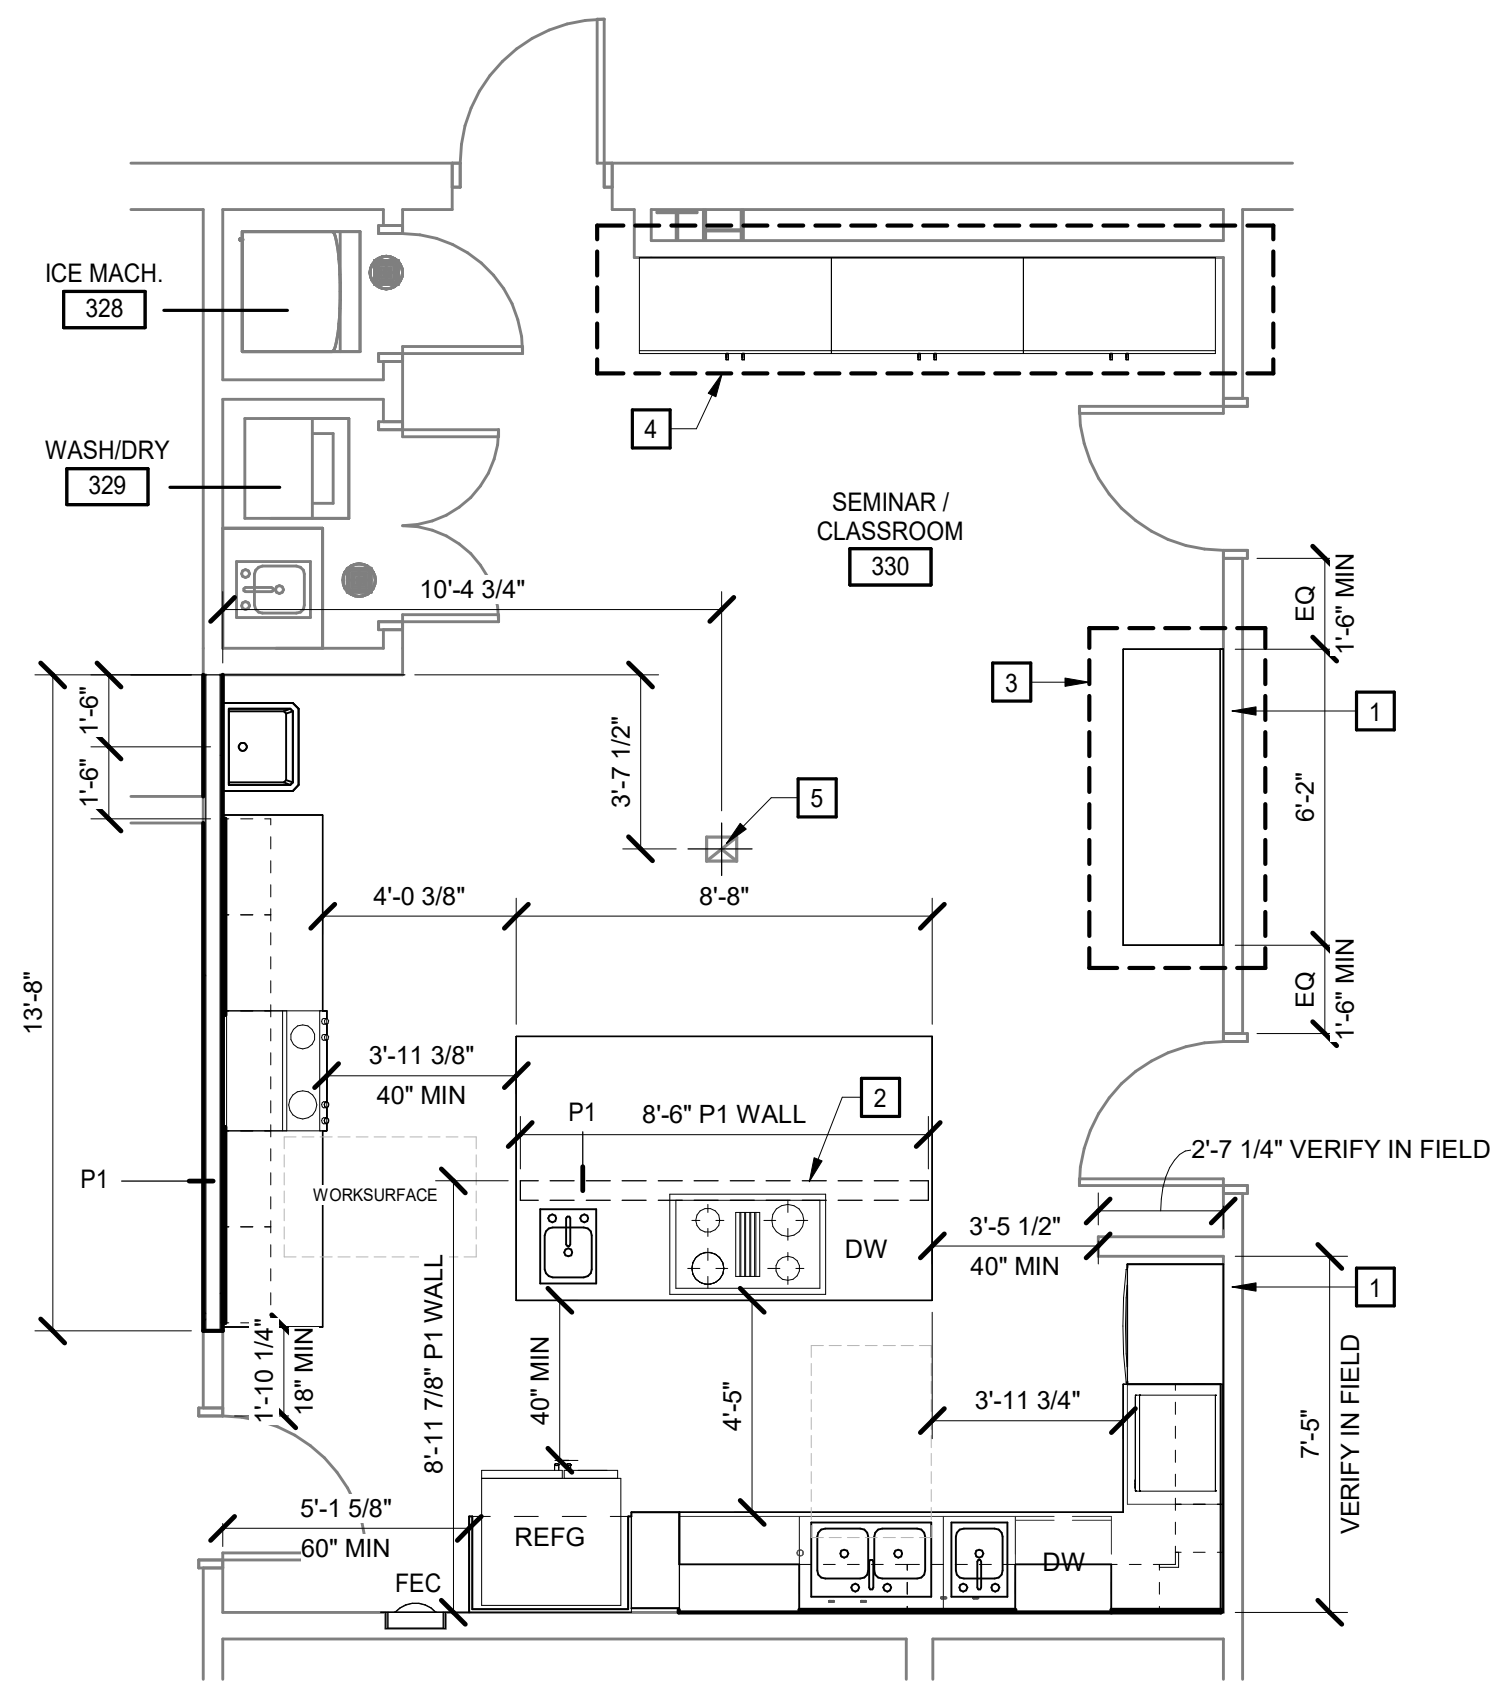 ICE MACH.
328
4
WASH/DRY
329
SEMINAR /
CLASSROOM
330
10'-4 3/4"
EQ
1'-6" MIN
3
1
1'-6"
1'-6"
3'-7 1/2"
5
6'-2"
4'-0 3/8"
8'-8"
13'-8"
EQ
1'-6" MIN
3'-11 3/8"
40" MIN
P1
8'-6" P1 WALL
2
2'-7 1/4" VERIFY IN FIELD
P1
WORKSURFACE
DW
3'-5 1/2"
40" MIN
1
8'-11 7/8" P1 WALL
1'-10 1/4"
18" MIN
40" MIN
4'-5"
3'-11 3/4"
7'-5"
VERIFY IN FIELD
5'-1 5/8"
60" MIN
REFG
DW
FEC